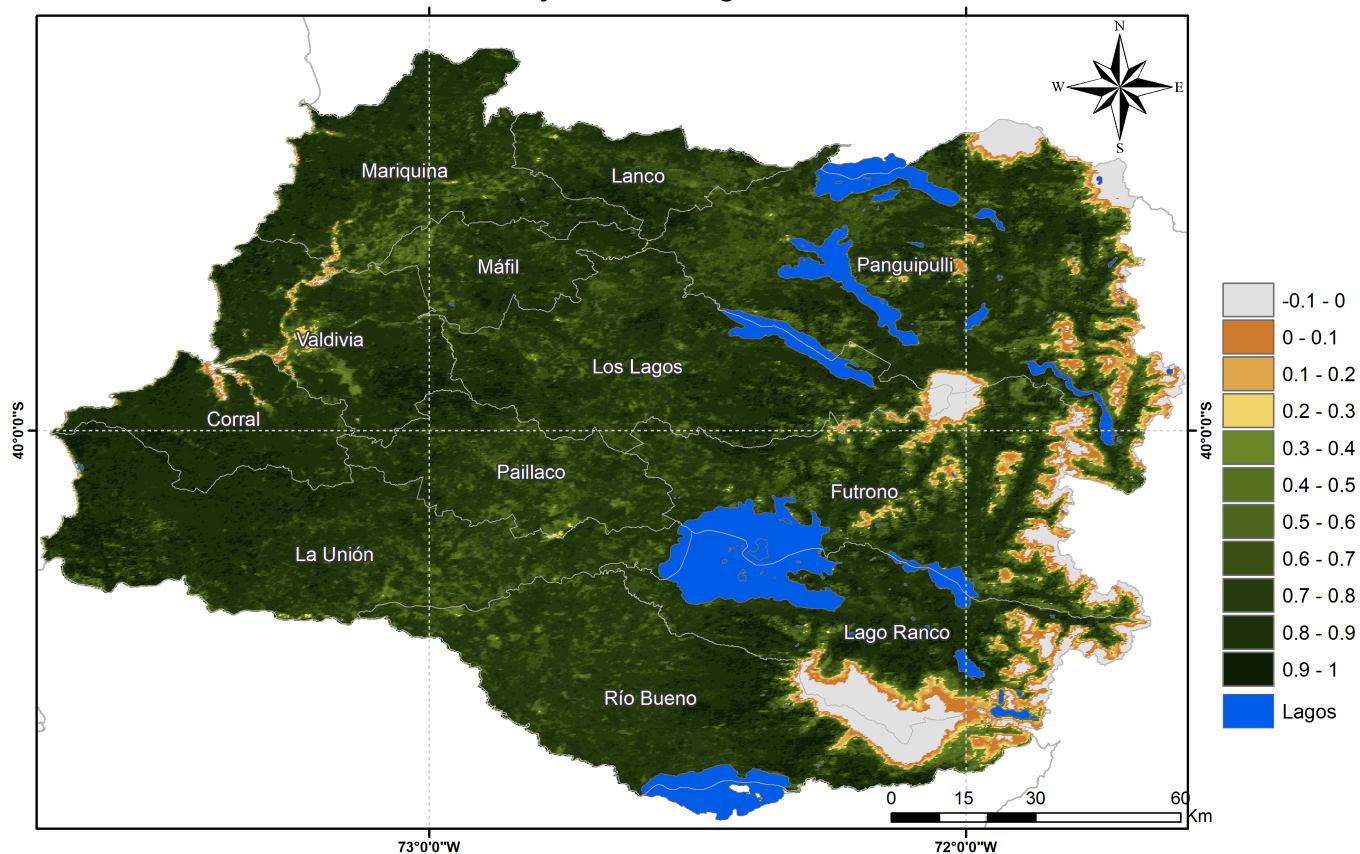 N
W
E
S
Mariquina
Lanco
Máfil
Panguipulli
Valdivia
Los Lagos
Corral
Paillaco
Futrono
La Unión
Lago Ranco
Río Bueno
40°0'0"S
40°0'0"S
-0.1 - 0
0 - 0.1
0.1 - 0.2
0.2 - 0.3
0.3 - 0.4
0.4 - 0.5
0.5 - 0.6
0.6 - 0.7
0.7 - 0.8
0.8 - 0.9
0.9 - 1
Lagos
0 15 30 60
Km
73°0'0"W
72°0'0"W